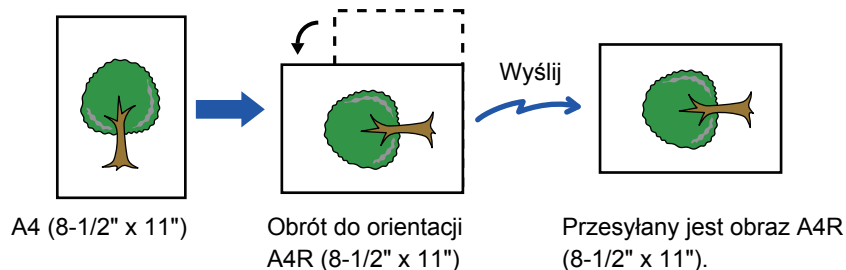 Wyślij
A4 (8-1/2" x 11")
Obrót do orientacji
A4R (8-1/2" x 11")
Przesyłany jest obraz A4R
(8-1/2" x 11").